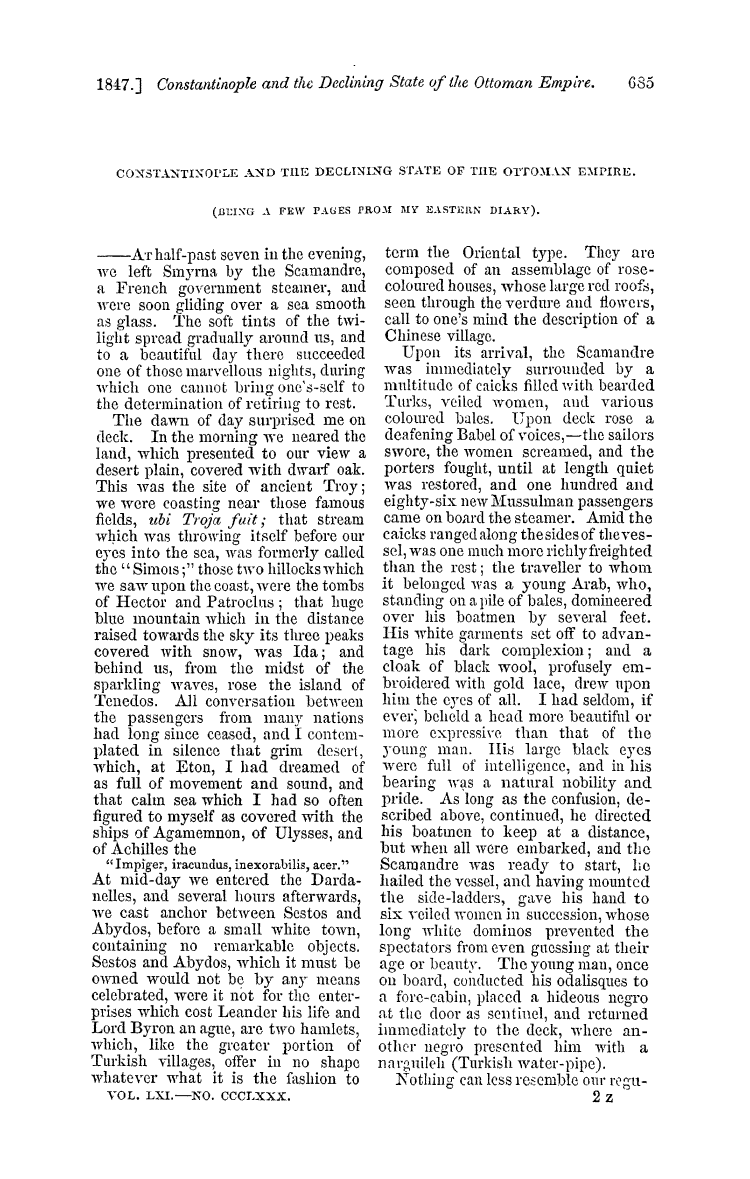 1847.] Constantinople and the Declining State of the Ottoman Empire. 685
CONSTANTINOPLE AND THE DECLINING STATE OF THE OTTOMAN EMPIRE.
(BEING A FEW PAGES FROM MY EASTERN DIARY).
——At half-past seven in the evening,
we left Smyrna by the Scamandre,
a French government steamer, and
were soon gliding over a sea smooth
as glass. The soft tints of the twi-
light spread gradually around us, and
to a beautiful day there succeeded
one of those marvellous nights, during
which one cannot bring one's-self to
the determination of retiring to rest.
The dawn of day surprised me on
deck. In the morning we neared the
land, which presented to our view a
desert plain, covered with dwarf oak.
This was the site of ancient Troy;
we were coasting near those famous
fields, ubi Troja fuit; that stream
which was throwing itself before our
eyes into the sea, was formerly called
the "Simois;" those two hillocks which
we saw upon the coast, were the tombs
of Hector and Patroclus; that huge
blue mountain which in the distance
raised towards the sky its three peaks
covered with snow, was Ida; and
behind us, from the midst of the
sparkling waves, rose the island of
Tenedos. All conversation between
the passengers from many nations
had long since ceased, and I contem-
plated in silence that grim desert,
which, at Eton, I had dreamed of
as full of movement and sound, and
that calm sea which I had so often
figured to myself as covered with the
ships of Agamemnon, of Ulysses, and
of Achilles the
"Impiger, iracundus, inexorabilis, acer."
At mid-day we entered the Darda-
nelles, and several hours afterwards,
we cast anchor between Sestos and
Abydos, before a small white town,
containing no remarkable objects.
Sestos and Abydos, which it must be
owned would not be by any means
celebrated, were it not for the enter-
prises which cost Leander his life and
Lord Byron an ague, are two hamlets,
which, like the greater portion of
Turkish villages, offer in no shape
whatever what it is the fashion to
VOL. LXI.—NO. CCCLXXX.
term the Oriental type. They are
composed of an assemblage of rose-
coloured houses, whose large red roofs,
seen through the verdure and flowers,
call to one's mind the description of a
Chinese village.
Upon its arrival, the Scamandre
was immediately surrounded by a
multitude of caicks filled with bearded
Turks, veiled women, and various
coloured bales. Upon deck rose a
deafening Babel of voices,—the sailors
swore, the women screamed, and the
porters fought, until at length quiet
was restored, and one hundred and
eighty-six new Mussulman passengers
came on board the steamer. Amid the
caicks ranged along the sides of the ves-
sel, was one much more richly freighted
than the rest; the traveller to whom
it belonged was a young Arab, who,
standing on a pile of bales, domineered
over his boatmen by several feet.
His white garments set off to advan-
tage his dark complexion; and a
cloak of black wool, profusely em-
broidered with gold lace, drew upon
him the eyes of all. I had seldom, if
ever, beheld a head more beautiful or
more expressive than that of the
young man. His large black eyes
were full of intelligence, and in his
bearing was a natural nobility and
pride. As long as the confusion, de-
scribed above, continued, he directed
his boatmen to keep at a distance,
but when all were embarked, and the
Scamandre was ready to start, he
hailed the vessel, and having mounted
the side-ladders, gave his hand to
six veiled women in succession, whose
long white dominos prevented the
spectators from even guessing at their
age or beauty. The young man, once
on board, conducted his odalisques to
a fore-cabin, placed a hideous negro
at the door as sentinel, and returned
immediately to the deck, where an-
other negro presented him with a
narguileh (Turkish water-pipe).
Nothing can less resemble our regu-
2 Z